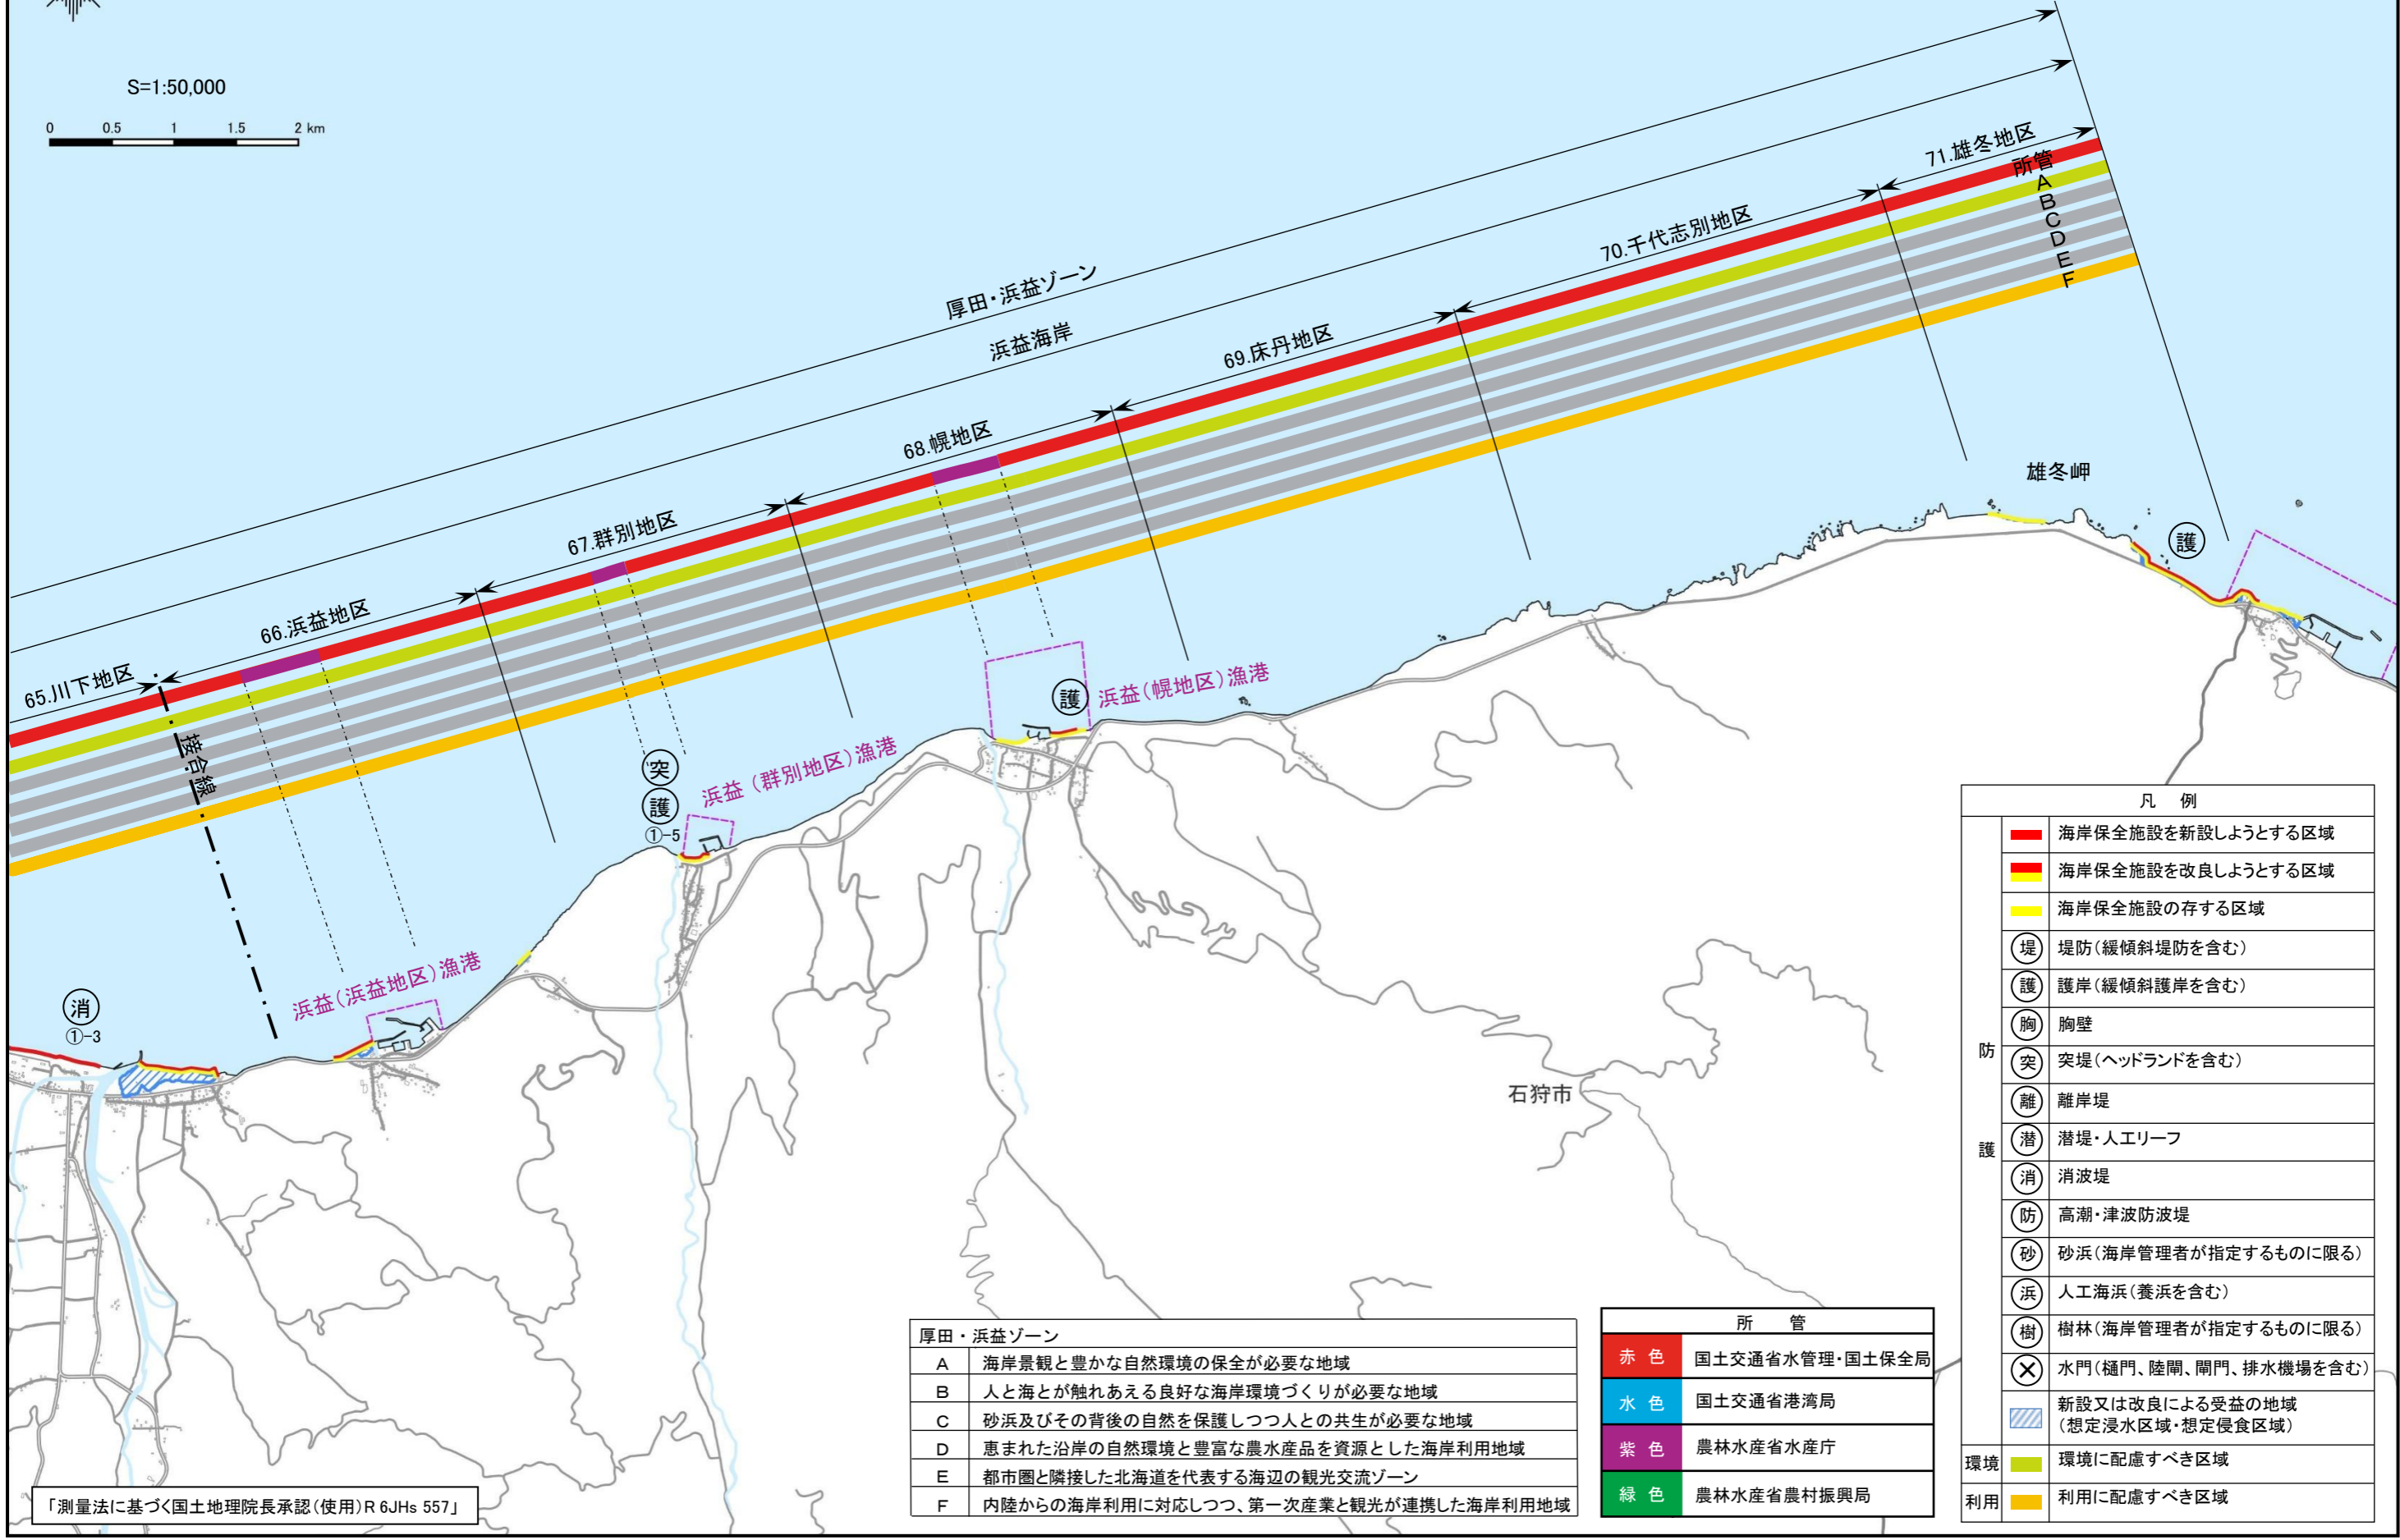 S=1:50,000
0 0.5 1 1.5 2 km
厚田・浜益ゾーン
浜益海岸
65.川下地区
66.浜益地区
67.群別地区
68.幌地区
69.床丹地区
70.千代志別地区
71.雄冬地区
所管
A
B
C
D
E
F
接合線
雄冬岬
護
護
浜益(幌地区)漁港
突
護
①-5
浜益(群別地区)漁港
浜益(浜益地区)漁港
消
①-3
石狩市
凡 例
防護
海岸保全施設を新設しようとする区域
海岸保全施設を改良しようとする区域
海岸保全施設の存する区域
堤 堤防(緩傾斜堤防を含む)
護 護岸(緩傾斜護岸を含む)
胸 胸壁
突 突堤(ヘッドランドを含む)
離 離岸堤
潜 潜堤・人工リーフ
消 消波堤
防 高潮・津波防波堤
砂 砂浜(海岸管理者が指定するものに限る)
浜 人工海浜(養浜を含む)
樹 樹林(海岸管理者が指定するものに限る)
水門(樋門、陸閘、閘門、排水機場を含む)
新設又は改良による受益の地域
(想定浸水区域・想定侵食区域)
環境 環境に配慮すべき区域
利用 利用に配慮すべき区域
厚田・浜益ゾーン
A 海岸景観と豊かな自然環境の保全が必要な地域
B 人と海とが触れあえる良好な海岸環境づくりが必要な地域
C 砂浜及びその背後の自然を保護しつつ人との共生が必要な地域
D 恵まれた沿岸の自然環境と豊富な農水産品を資源とした海岸利用地域
E 都市圏と隣接した北海道を代表する海辺の観光交流ゾーン
F 内陸からの海岸利用に対応しつつ、第一次産業と観光が連携した海岸利用地域
所 管
赤 色 国土交通省水管理・国土保全局
水 色 国土交通省港湾局
紫 色 農林水産省水産庁
緑 色 農林水産省農村振興局
「測量法に基づく国土地理院長承認(使用)R 6JHs 557」